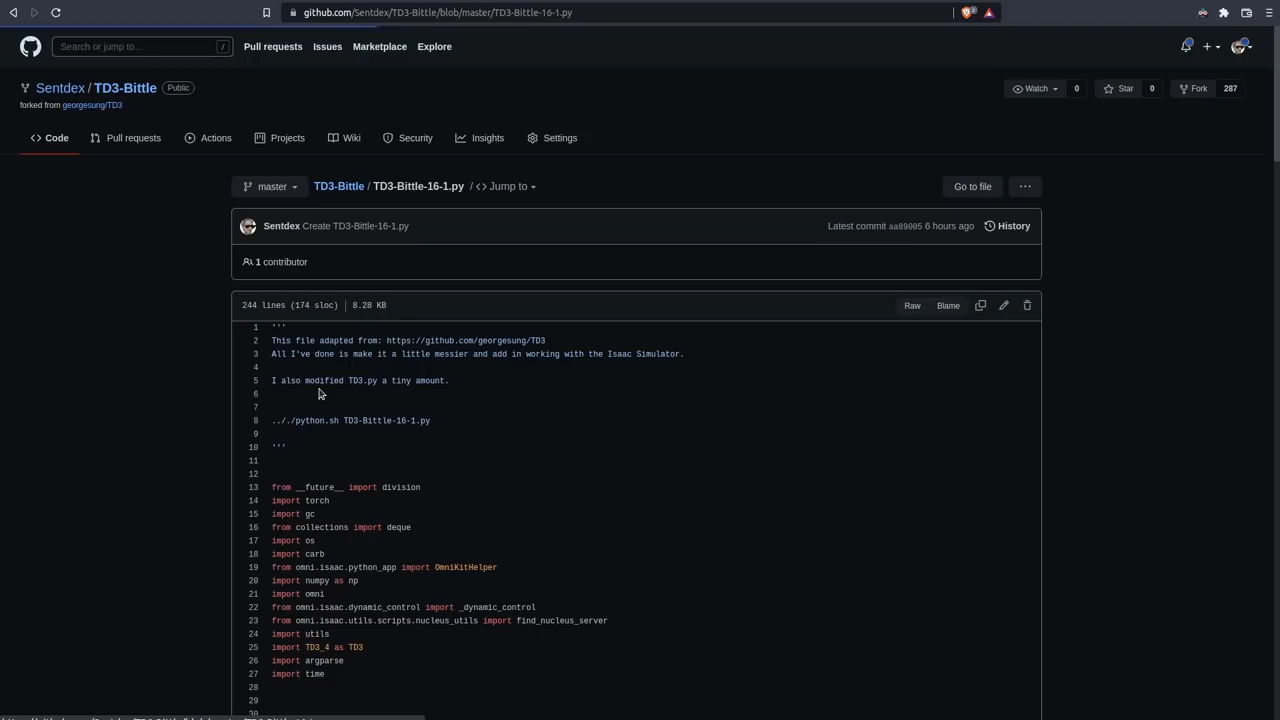 github.com/Sentdex/TD3-Bittle/blob/master/TD3-Bittle-16-1.py
2
Search or jump to...
/
Pull requests
Issues
Marketplace
Explore
Sentdex / TD3-Bittle
Public
forked from georgesung/TD3
Watch
0
Star
0
Fork
287
<> Code
Pull requests
Actions
Projects
Wiki
Security
Insights
Settings
master
TD3-Bittle / TD3-Bittle-16-1.py / <> Jump to
Go to file
...
Sentdex Create TD3-Bittle-16-1.py
Latest commit aa89005 6 hours ago
History
1 contributor
244 lines (174 sloc) | 8.28 KB
Raw
Blame
1 '''
2 This file adapted from: https://github.com/georgesung/TD3
3 All I've done is make it a little messier and add in working with the Isaac Simulator.
4
5 I also modified TD3.py a tiny amount.
6
7
8 .././python.sh TD3-Bittle-16-1.py
9
10 '''
11
12
13 from __future__ import division
14 import torch
15 import gc
16 from collections import deque
17 import os
18 import carb
19 from omni.isaac.python_app import OmniKitHelper
20 import numpy as np
21 import omni
22 from omni.isaac.dynamic_control import _dynamic_control
23 from omni.isaac.utils.scripts.nucleus_utils import find_nucleus_server
24 import utils
25 import TD3_4 as TD3
26 import argparse
27 import time
28
29
30